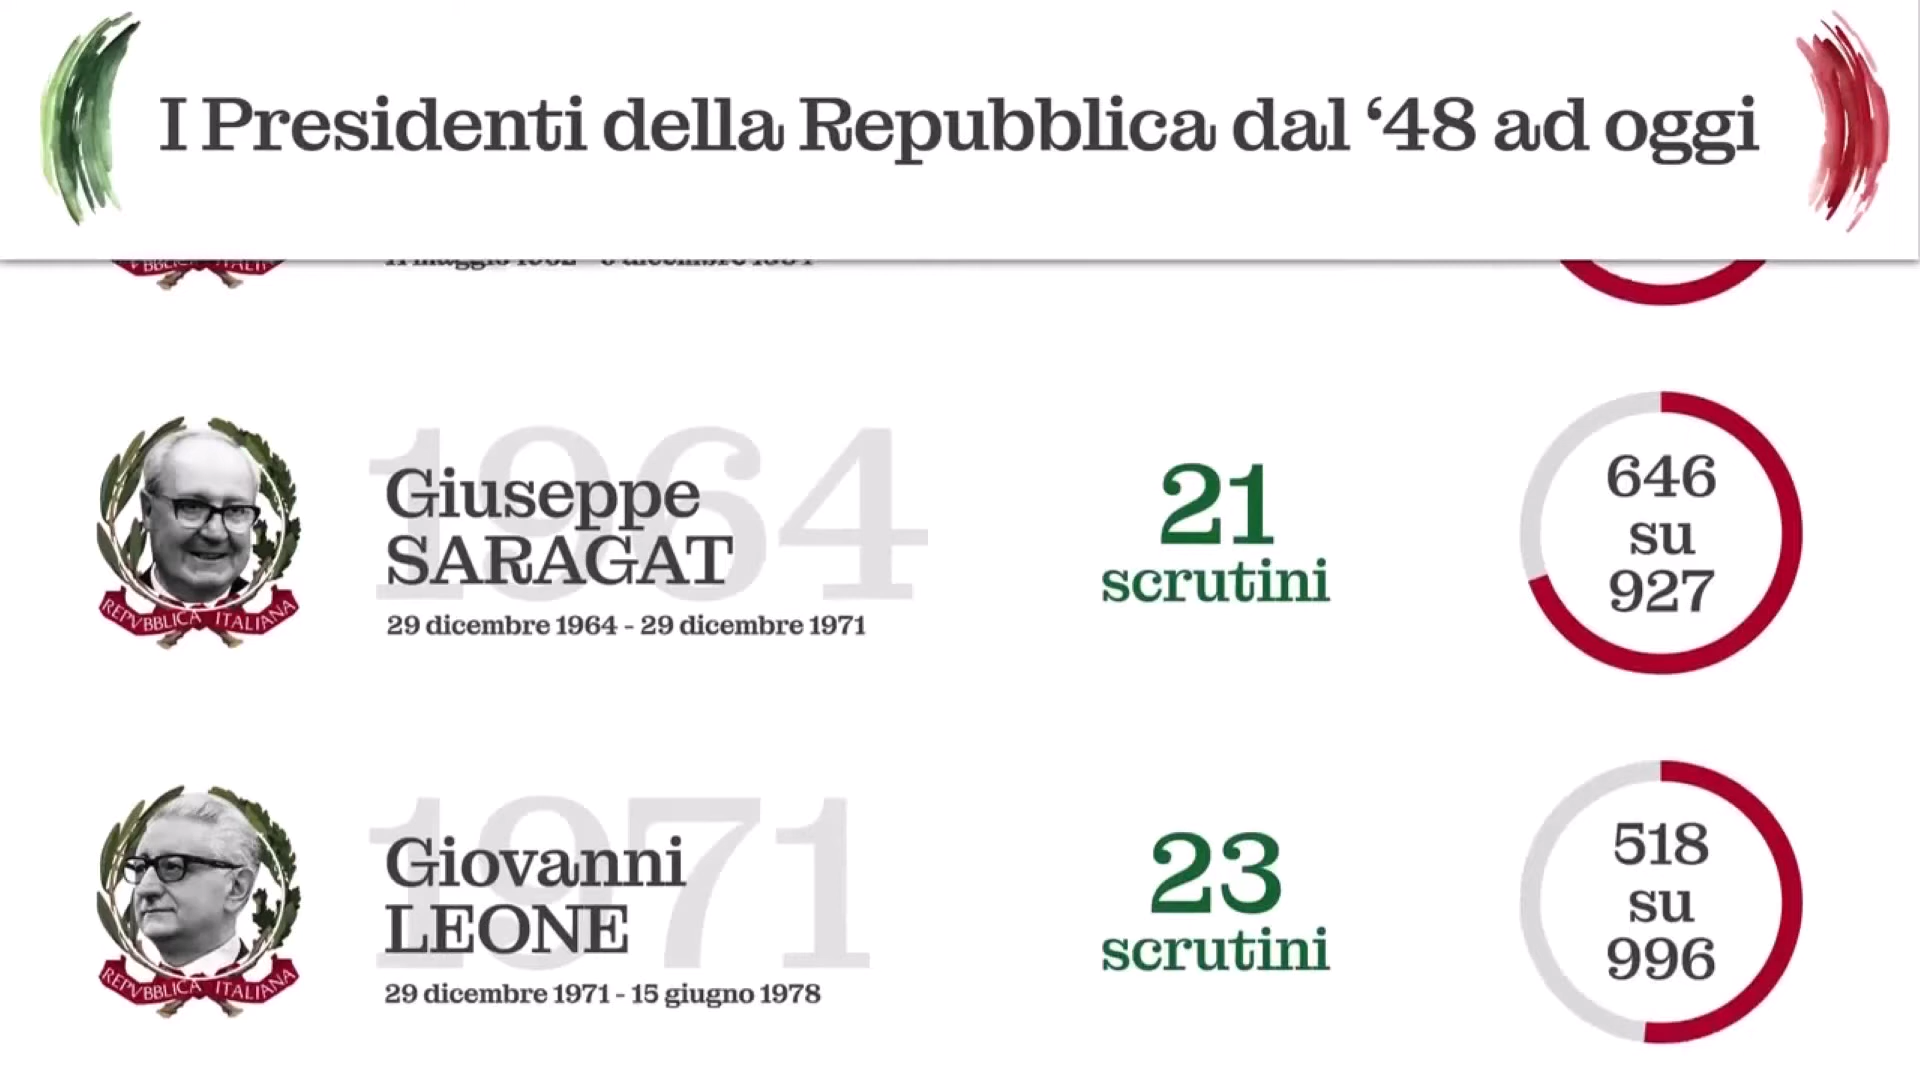 I Presidenti della Repubblica dal ‘48 ad oggi
1964
Giuseppe
SARAGAT
29 dicembre 1964 - 29 dicembre 1971
REPVBBLICA ITALIANA
21
scrutini
646
su
927
1971
Giovanni
LEONE
29 dicembre 1971 - 15 giugno 1978
REPVBBLICA ITALIANA
23
scrutini
518
su
996